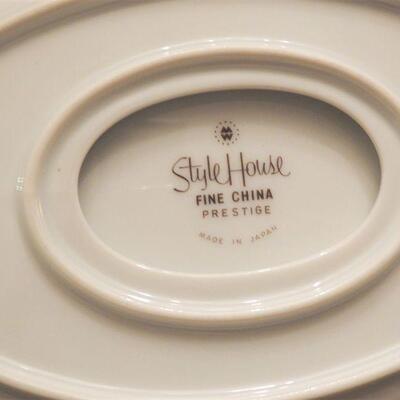 Style House
FINE CHINA
PRESTIGE
MADE IN JAPAN